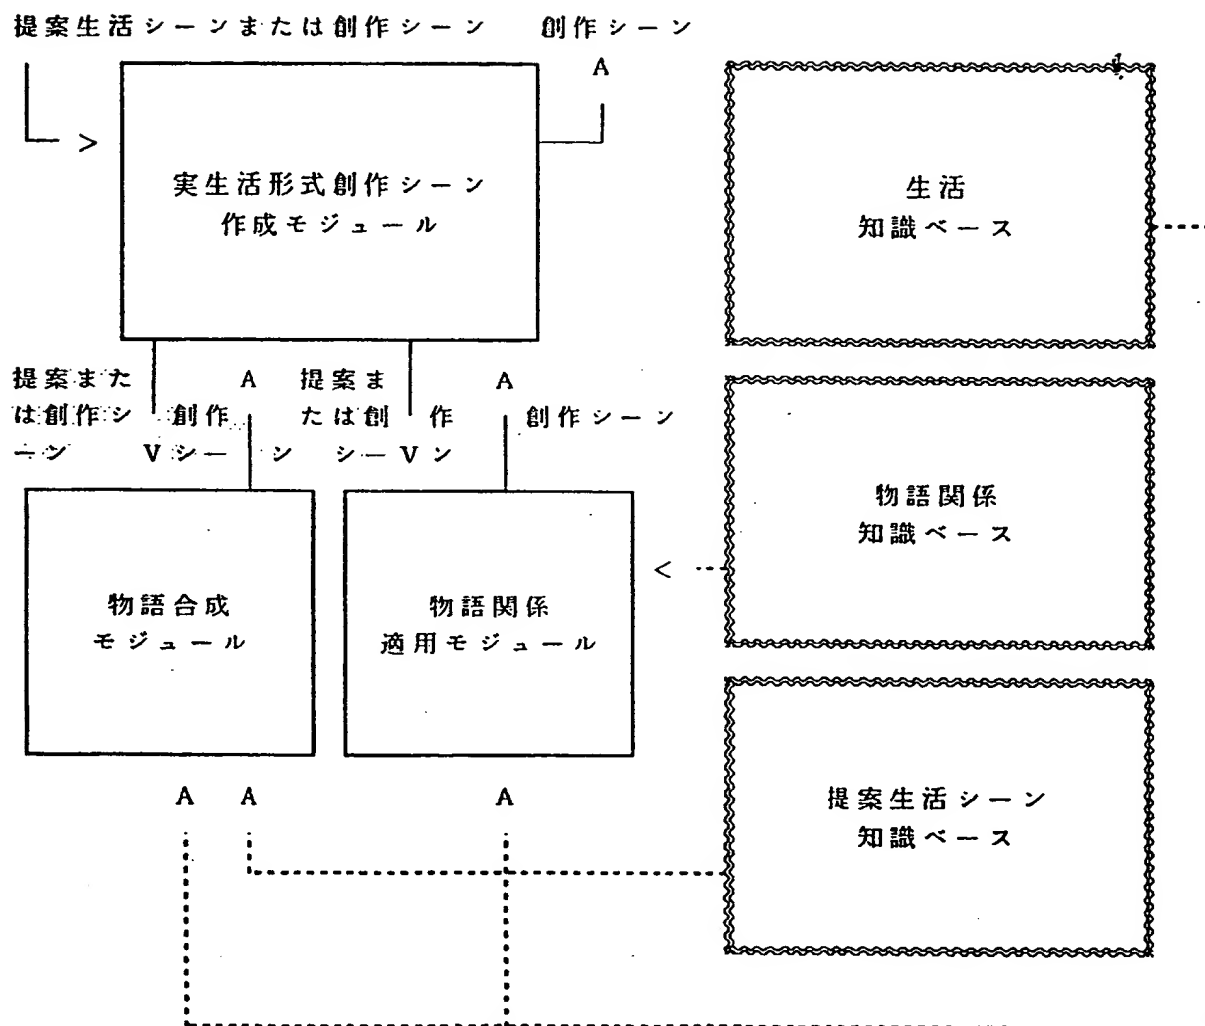 提案生活シーンまたは創作シーン 創作シーン
A
>
実生活形式創作シーン
作成モジュール
生活
知識ベース
提案また A 提案ま A
は創作シ 創作 たは創 作 創作シーン
ーン Vシーン シーVン
物語関係
知識ベース
<
物語合成
モジュール
物語関係
適用モジュール
A A A
提案生活シーン
知識ベース